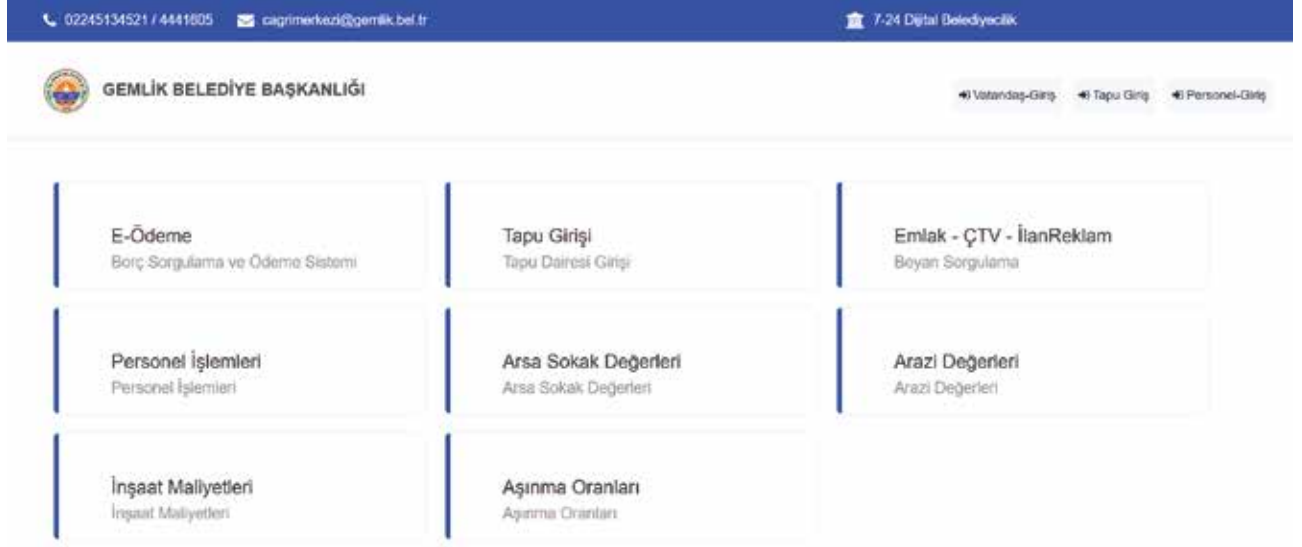 02245134521 / 4441605 cagrimerkezi@gemlik.bel.tr 7-24 Dijital Belediyecilik
GEMLİK BELEDİYE BAŞKANLIĞI
Vatandaş-Giriş Tapu Giriş Personel-Giriş
E-Ödeme
Borç Sorgulama ve Ödeme Sistemi
Tapu Girişi
Tapu Dairesi Girişi
Emlak - ÇTV - İlanReklam
Beyan Sorgulama
Personel İşlemleri
Personel İşlemleri
Arsa Sokak Değerleri
Arsa Sokak Değerleri
Arazi Değerleri
Arazi Değerleri
İnşaat Maliyetleri
İnşaat Maliyetleri
Aşınma Oranları
Aşınma Oranları